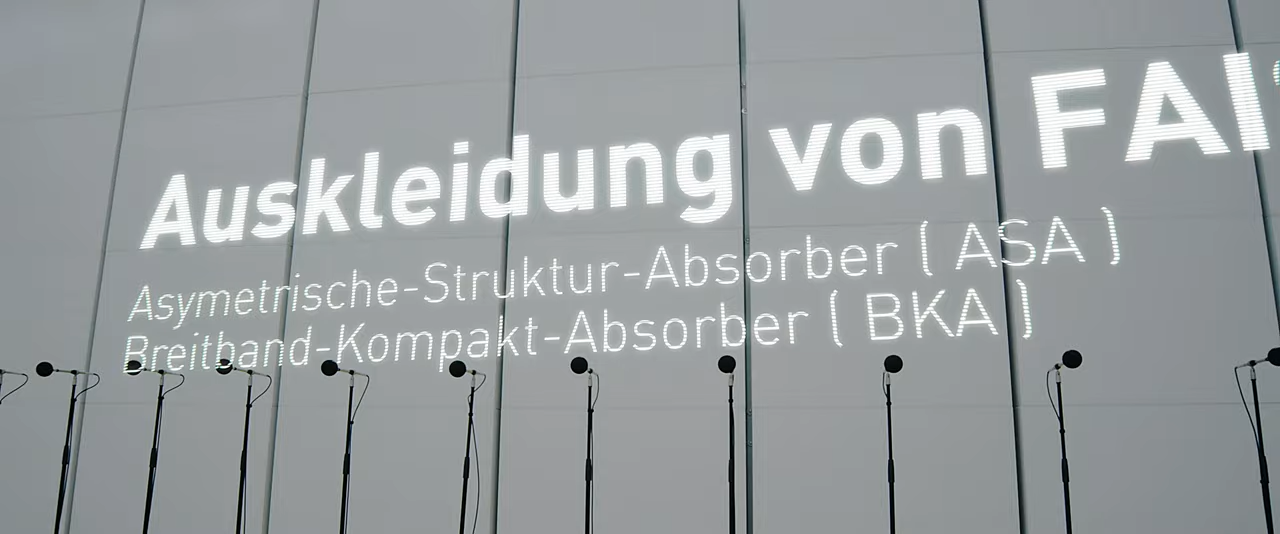 Auskleidung von
Asymetrische-Struktur-Absorber ( ASA )
Breitband-Kompakt-Absorber ( BKA )